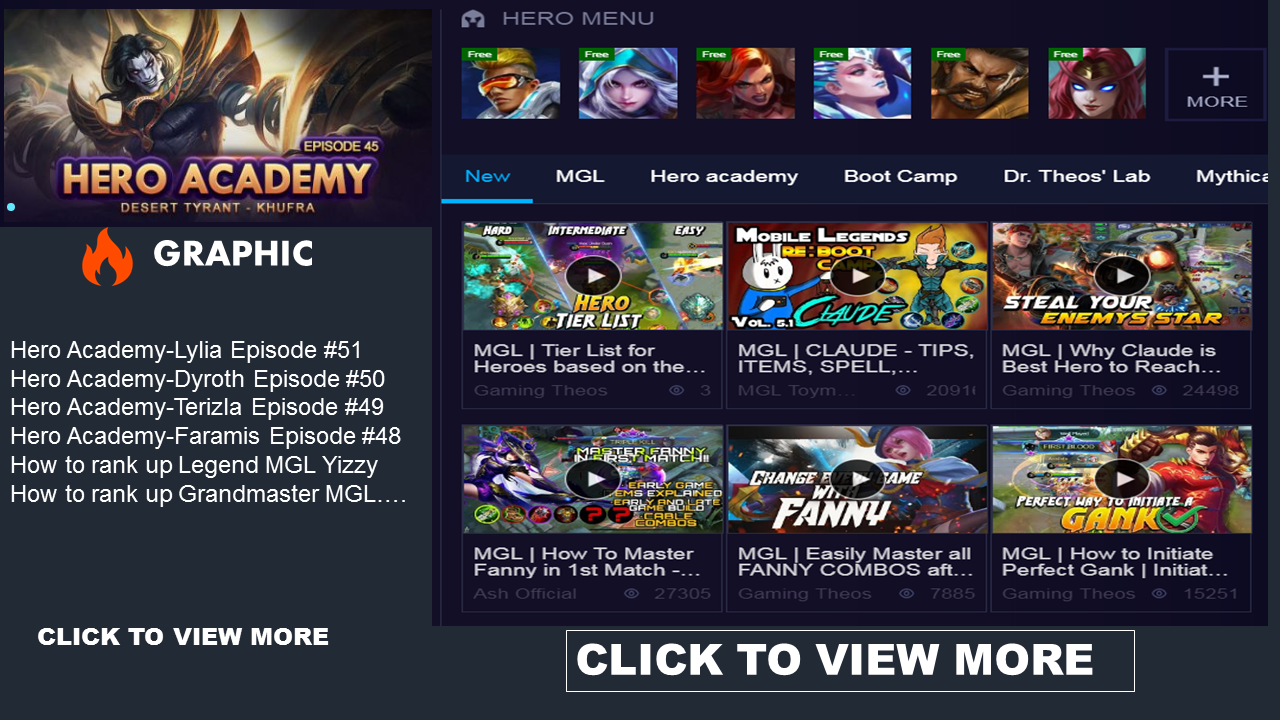 EPISODE 45
HERO ACADEMY
DESERT TYRANT - KHUFRA
GRAPHIC
Hero Academy-Lylia Episode #51
Hero Academy-Dyroth Episode #50
Hero Academy-Terizla Episode #49
Hero Academy-Faramis Episode #48
How to rank up Legend MGL Yizzy
How to rank up Grandmaster MGL….
CLICK TO VIEW MORE
HERO MENU
Free
Free
Free
Free
Free
Free
MORE
New
MGL
Hero academy
Boot Camp
Dr. Theos' Lab
Mythica
HARD
INTERMEDIATE
EASY
HERO
TIER LIST
MGL | Tier List for
Heroes based on the...
Gaming Theos
3
MOBILE LEGENDS
RE:BOOT
CAMP
VOL. 5.1
CLAUDE
MGL | CLAUDE - TIPS,
ITEMS, SPELL,...
MGL Toym...
20916
STEAL YOUR
ENEMYS STAR
MGL | Why Claude is
Best Hero to Reach...
Gaming Theos
24498
TRIPLE KILL
MASTER FANNY
IN FIRST MATCH!!
EARLY GAME
ITEMS EXPLAINED
EARLY AND LATE
GAME BUILD
CABLE
COMBOS
MGL | How To Master
Fanny in 1st Match -...
Ash Official
27305
CHANGE EVERY GAME
WITH
FANNY
MGL | Easily Master all
FANNY COMBOS aft...
Gaming Theos
7885
FIRST BLOOD
PERFECT WAY TO INITIATE A
GANK
MGL | How to Initiate
Perfect Gank | Initiat...
Gaming Theos
15251
CLICK TO VIEW MORE